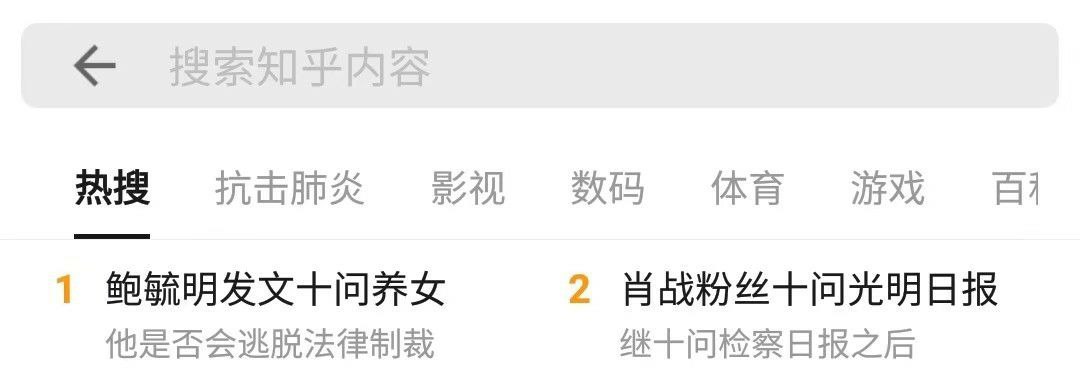 搜索知乎内容
热搜 抗击肺炎 影视 数码 体育 游戏 百科
1 鲍毓明发文十问养女
他是否会逃脱法律制裁
2 肖战粉丝十问光明日报
继十问检察日报之后